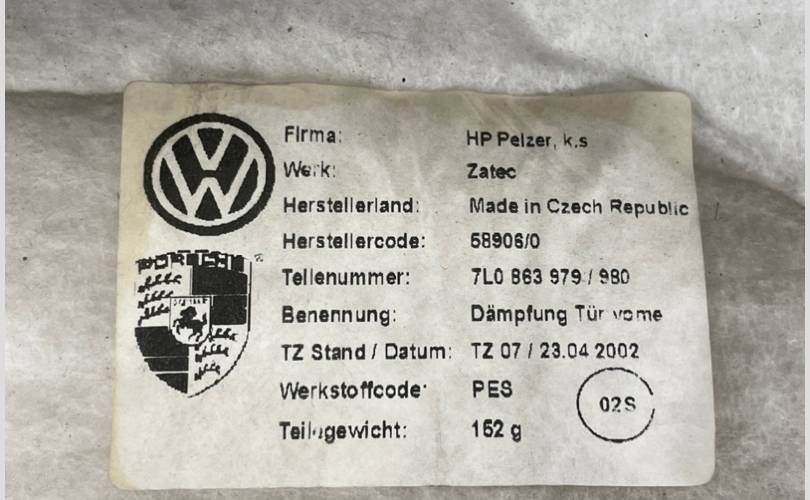 Firma: HP Pelzer, k.s
Werk: Zatec
Herstellerland: Made in Czech Republic
Herstellercode: 58906/0
Teilenummer: 7L0 863 979 / 980
Benennung: Dämpfung Tür vorne
TZ Stand / Datum: TZ 07 / 23.04 2002
Werkstoffcode: PES
02S
Teilegewicht: 152 g
PORSCHE